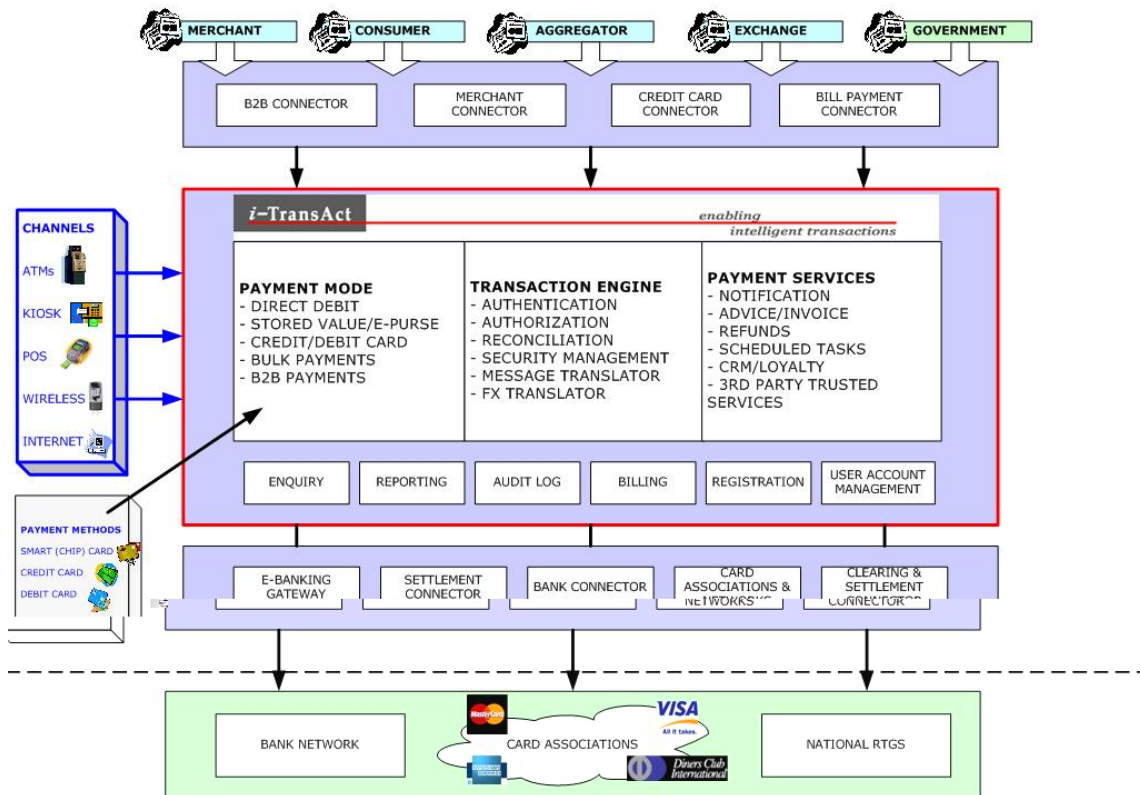 MERCHANT
CONSUMER
AGGREGATOR
EXCHANGE
GOVERNMENT
B2B CONNECTOR
MERCHANT
CONNECTOR
CREDIT CARD
CONNECTOR
BILL PAYMENT
CONNECTOR
i-TransAct
enabling
intelligent transactions
CHANNELS
ATMs
KIOSK
POS
WIRELESS
INTERNET
PAYMENT MODE
- DIRECT DEBIT
- STORED VALUE/E-PURSE
- CREDIT/DEBIT CARD
- BULK PAYMENTS
- B2B PAYMENTS
TRANSACTION ENGINE
- AUTHENTICATION
- AUTHORIZATION
- RECONCILIATION
- SECURITY MANAGEMENT
- MESSAGE TRANSLATOR
- FX TRANSLATOR
PAYMENT SERVICES
- NOTIFICATION
- ADVICE/INVOICE
- REFUNDS
- SCHEDULED TASKS
- CRM/LOYALTY
- 3RD PARTY TRUSTED
SERVICES
ENQUIRY
REPORTING
AUDIT LOG
BILLING
REGISTRATION
USER ACCOUNT
MANAGEMENT
PAYMENT METHODS
SMART (CHIP) CARD
CREDIT CARD
DEBIT CARD
E-BANKING
GATEWAY
SETTLEMENT
CONNECTOR
BANK CONNECTOR
CARD
ASSOCIATIONS &
NETWORKS
CLEARING &
SETTLEMENT
CONNECTOR
BANK NETWORK
MasterCard
VISA
All it takes.
CARD ASSOCIATIONS
AMERICAN EXPRESS
Diners Club
International
NATIONAL RTGS